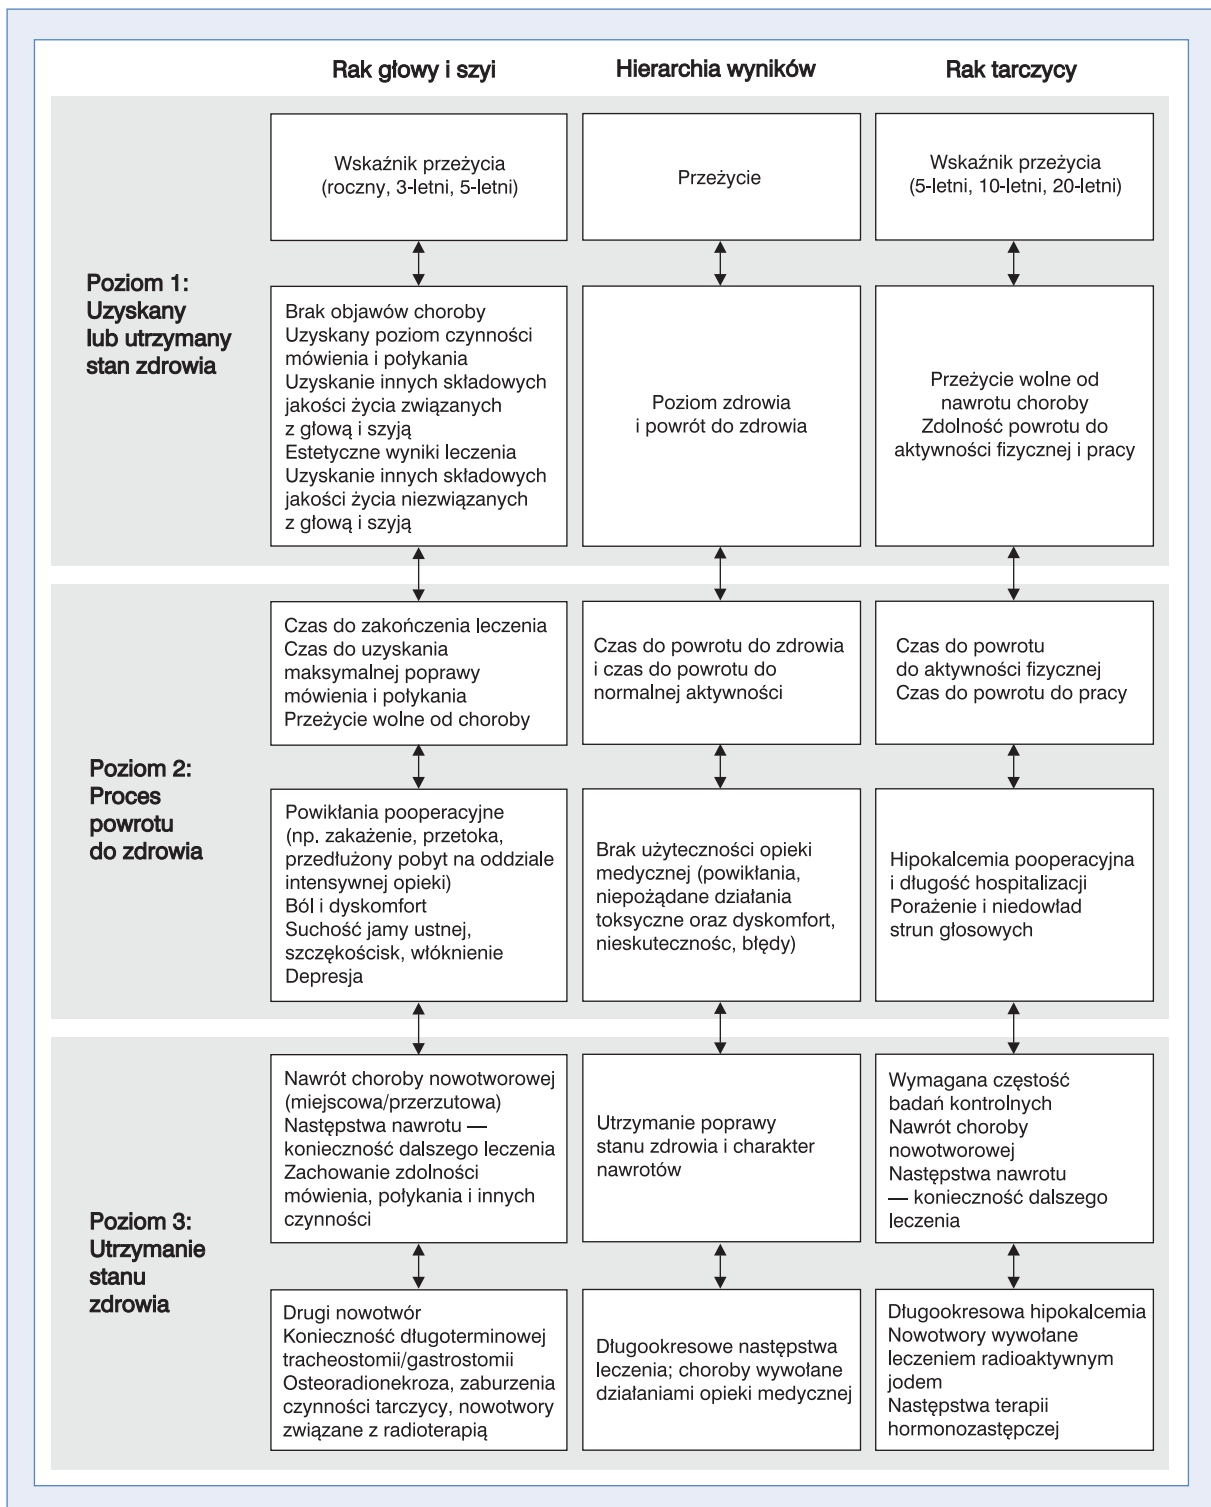 Rak głowy i szyi
Hierarchia wyników
Rak tarczycy
Poziom 1:
Uzyskany
lub utrzymany
stan zdrowia
Wskaźnik przeżycia
(roczny, 3-letni, 5-letni)
Przeżycie
Wskaźnik przeżycia
(5-letni, 10-letni, 20-letni)
Brak objawów choroby
Uzyskany poziom czynności
mówienia i połykania
Uzyskanie innych składowych
jakości życia związanych
z głową i szyją
Estetyczne wyniki leczenia
Uzyskanie innych składowych
jakości życia niezwiązanych
z głową i szyją
Poziom zdrowia
i powrót do zdrowia
Przeżycie wolne od
nawrotu choroby
Zdolność powrotu do
aktywności fizycznej i pracy
Poziom 2:
Proces
powrotu
do zdrowia
Czas do zakończenia leczenia
Czas do uzyskania
maksymalnej poprawy
mówienia i połykania
Przeżycie wolne od choroby
Czas do powrotu do zdrowia
i czas do powrotu do
normalnej aktywności
Czas do powrotu
do aktywności fizycznej
Czas do powrotu do pracy
Powikłania pooperacyjne
(np. zakażenie, przetoka,
przedłużony pobyt na oddziale
intensywnej opieki)
Ból i dyskomfort
Suchość jamy ustnej,
szczękościsk, włóknienie
Depresja
Brak użyteczności opieki
medycznej (powikłania,
niepożądane działania
toksyczne oraz dyskomfort,
nieskutecznośc, błędy)
Hipokalcemia pooperacyjna
i długość hospitalizacji
Porażenie i niedowład
strun głosowych
Poziom 3:
Utrzymanie
stanu
zdrowia
Nawrót choroby nowotworowej
(miejscowa/przerzutowa)
Następstwa nawrotu —
konieczność dalszego leczenia
Zachowanie zdolności
mówienia, połykania i innych
czynności
Utrzymanie poprawy
stanu zdrowia i charakter
nawrotów
Wymagana częstość
badań kontrolnych
Nawrót choroby
nowotworowej
Następstwa nawrotu
— konieczność dalszego
leczenia
Drugi nowotwór
Konieczność długoterminowej
tracheostomii/gastrostomii
Osteoradionekroza, zaburzenia
czynności tarczycy, nowotwory
związane z radioterapią
Długookresowe następstwa
leczenia; choroby wywołane
działaniami opieki medycznej
Długookresowa hipokalcemia
Nowotwory wywołane
leczeniem radioaktywnym
jodem
Następstwa terapii
hormonozastępczej